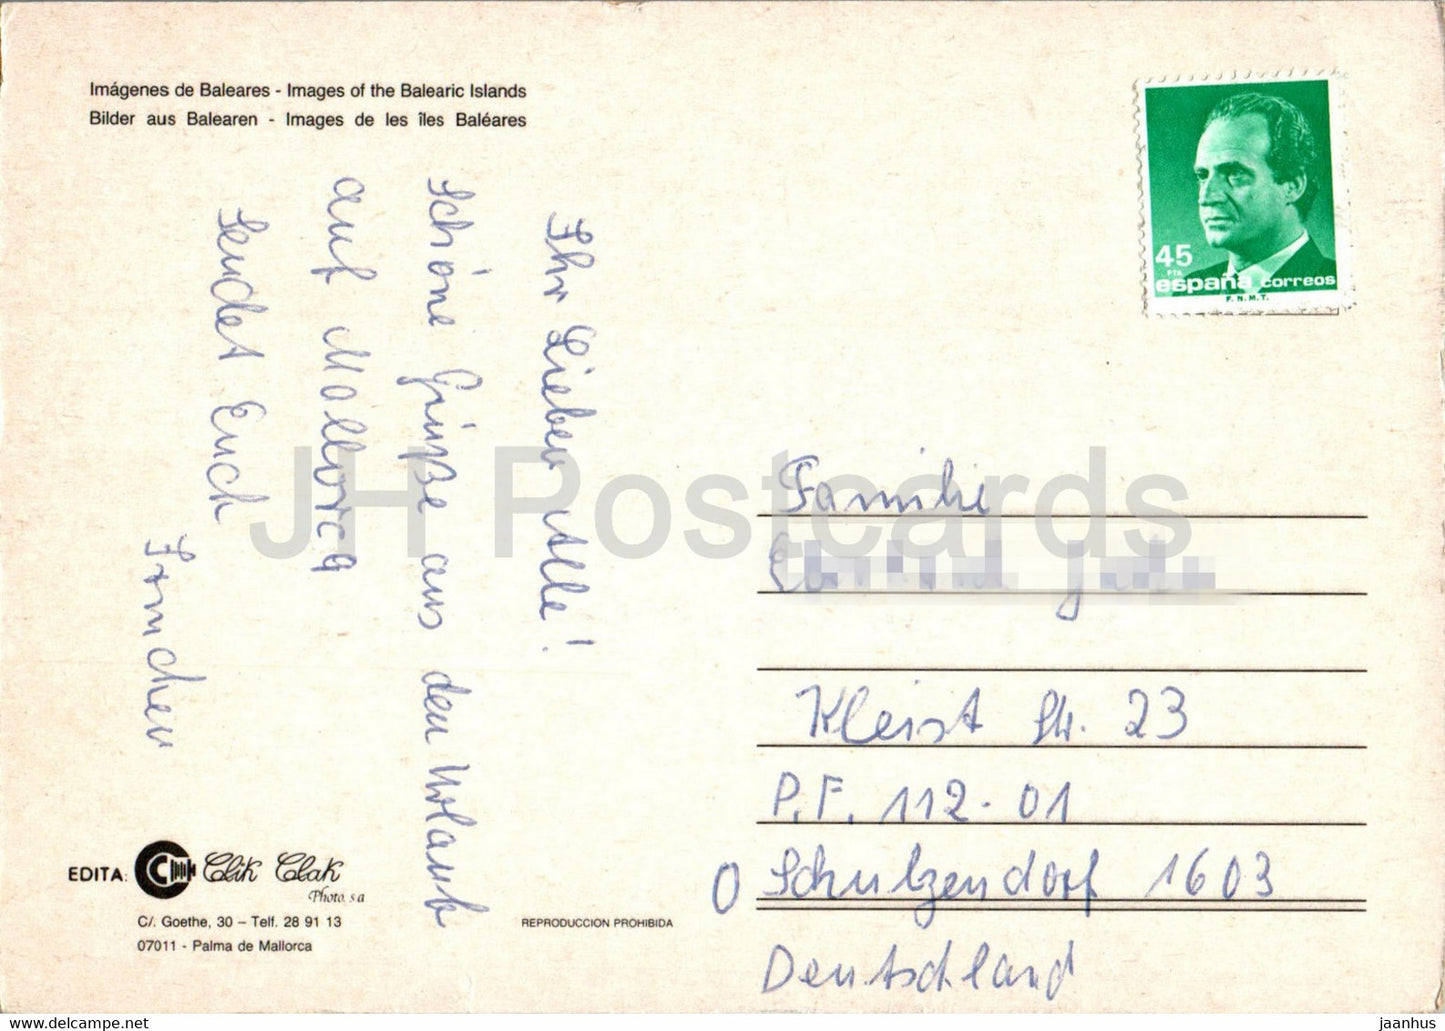 Imágenes de Baleares - Images of the Balearic Islands
Bilder aus Balearen - Images de les îles Baléares
Ihr Lieben alle!
Schöne Grüße aus den Urlaub
auf Mallorca
Sendet Euch
45
PTA
españa correos
F.N.M.T.
JH Postcards
Familie
Kleist Str. 23
P.F. 112-01
O Schulzendorf 1603
Deutschland
EDITA: Clik Clak
Photo, s.a
C/. Goethe, 30 – Telf. 28 91 13
07011 - Palma de Mallorca
REPRODUCCION PROHIBIDA
https://www.delcampe.net
jaanhus